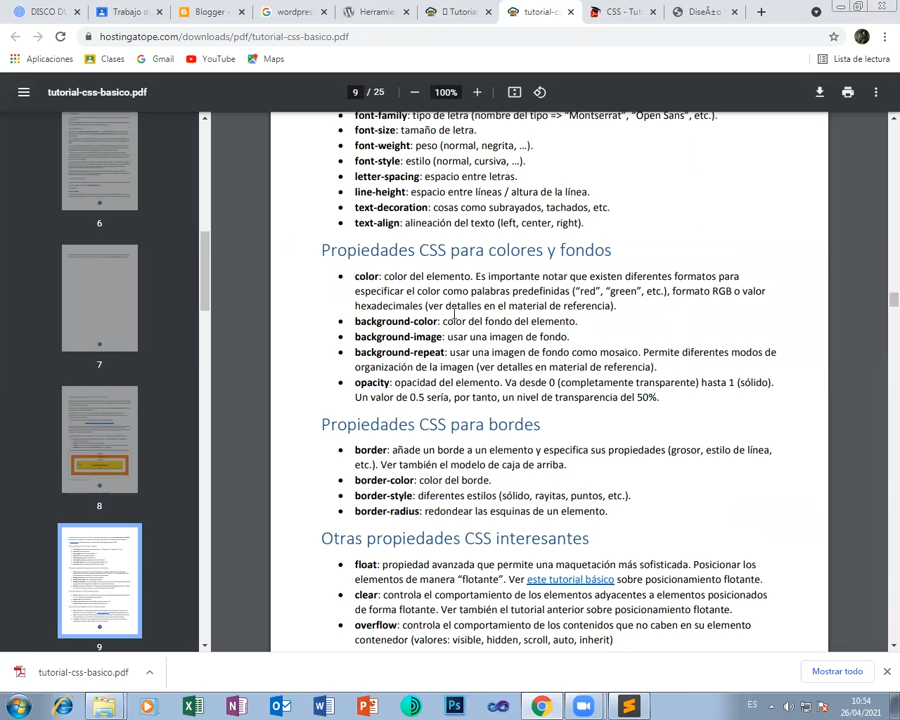 DISCO DU
Trabajo d
Blogger -
wordpres
Herramie
Tutoria
tutorial-c
CSS - Tut
DiseÃ±o
hostingatope.com/downloads/pdf/tutorial-css-basico.pdf
Aplicaciones
Clases
Gmail
YouTube
Maps
Lista de lectura
tutorial-css-basico.pdf
9 / 25
100%
6
7
8
9
font-family: tipo de letra (nombre del tipo => "Montserrat", "Open Sans", etc.).
• font-size: tamaño de letra.
• font-weight: peso (normal, negrita, …).
• font-style: estilo (normal, cursiva, …).
• letter-spacing: espacio entre letras.
• line-height: espacio entre líneas / altura de la línea.
• text-decoration: cosas como subrayados, tachados, etc.
• text-align: alineación del texto (left, center, right).
Propiedades CSS para colores y fondos
• color: color del elemento. Es importante notar que existen diferentes formatos para
especificar el color como palabras predefinidas ("red", "green", etc.), formato RGB o valor
hexadecimales (ver detalles en el material de referencia).
• background-color: color del fondo del elemento.
• background-image: usar una imagen de fondo.
• background-repeat: usar una imagen de fondo como mosaico. Permite diferentes modos de
organización de la imagen (ver detalles en material de referencia).
• opacity: opacidad del elemento. Va desde 0 (completamente transparente) hasta 1 (sólido).
Un valor de 0.5 sería, por tanto, un nivel de transparencia del 50%.
Propiedades CSS para bordes
• border: añade un borde a un elemento y especifica sus propiedades (grosor, estilo de línea,
etc.). Ver también el modelo de caja de arriba.
• border-color: color del borde.
• border-style: diferentes estilos (sólido, rayitas, puntos, etc.).
• border-radius: redondear las esquinas de un elemento.
Otras propiedades CSS interesantes
• float: propiedad avanzada que permite una maquetación más sofisticada. Posicionar los
elementos de manera "flotante". Ver este tutorial básico sobre posicionamiento flotante.
• clear: controla el comportamiento de los elementos adyacentes a elementos posicionados
de forma flotante. Ver también el tutorial anterior sobre posicionamiento flotante.
• overflow: controla el comportamiento de los contenidos que no caben en su elemento
contenedor (valores: visible, hidden, scroll, auto, inherit)
tutorial-css-basico.pdf
Mostrar todo
ES
10:54
26/04/2021